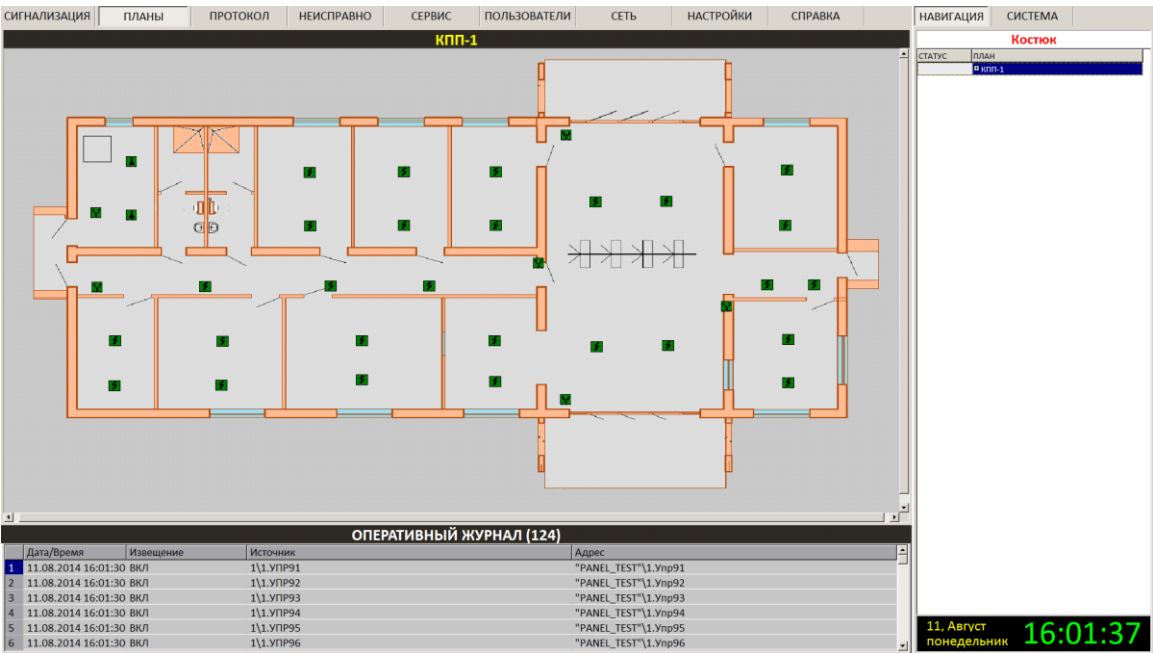 СИГНАЛИЗАЦИЯ ПЛАНЫ ПРОТОКОЛ НЕИСПРАВНО СЕРВИС ПОЛЬЗОВАТЕЛИ СЕТЬ НАСТРОЙКИ СПРАВКА НАВИГАЦИЯ СИСТЕМА
КПП-1
Костюк
СТАТУС ПЛАН
КПП-1
ОПЕРАТИВНЫЙ ЖУРНАЛ (124)
Дата/Время Извещение Источник Адрес
1 11.08.2014 16:01:30 ВКЛ 1\1.УПР91 "PANEL_TEST"\1.Упр91
2 11.08.2014 16:01:30 ВКЛ 1\1.УПР92 "PANEL_TEST"\1.Упр92
3 11.08.2014 16:01:30 ВКЛ 1\1.УПР93 "PANEL_TEST"\1.Упр93
4 11.08.2014 16:01:30 ВКЛ 1\1.УПР94 "PANEL_TEST"\1.Упр94
5 11.08.2014 16:01:30 ВКЛ 1\1.УПР95 "PANEL_TEST"\1.Упр95
6 11.08.2014 16:01:30 ВКЛ 1\1.УПР96 "PANEL_TEST"\1.Упр96
11, Август
понедельник
16:01:37